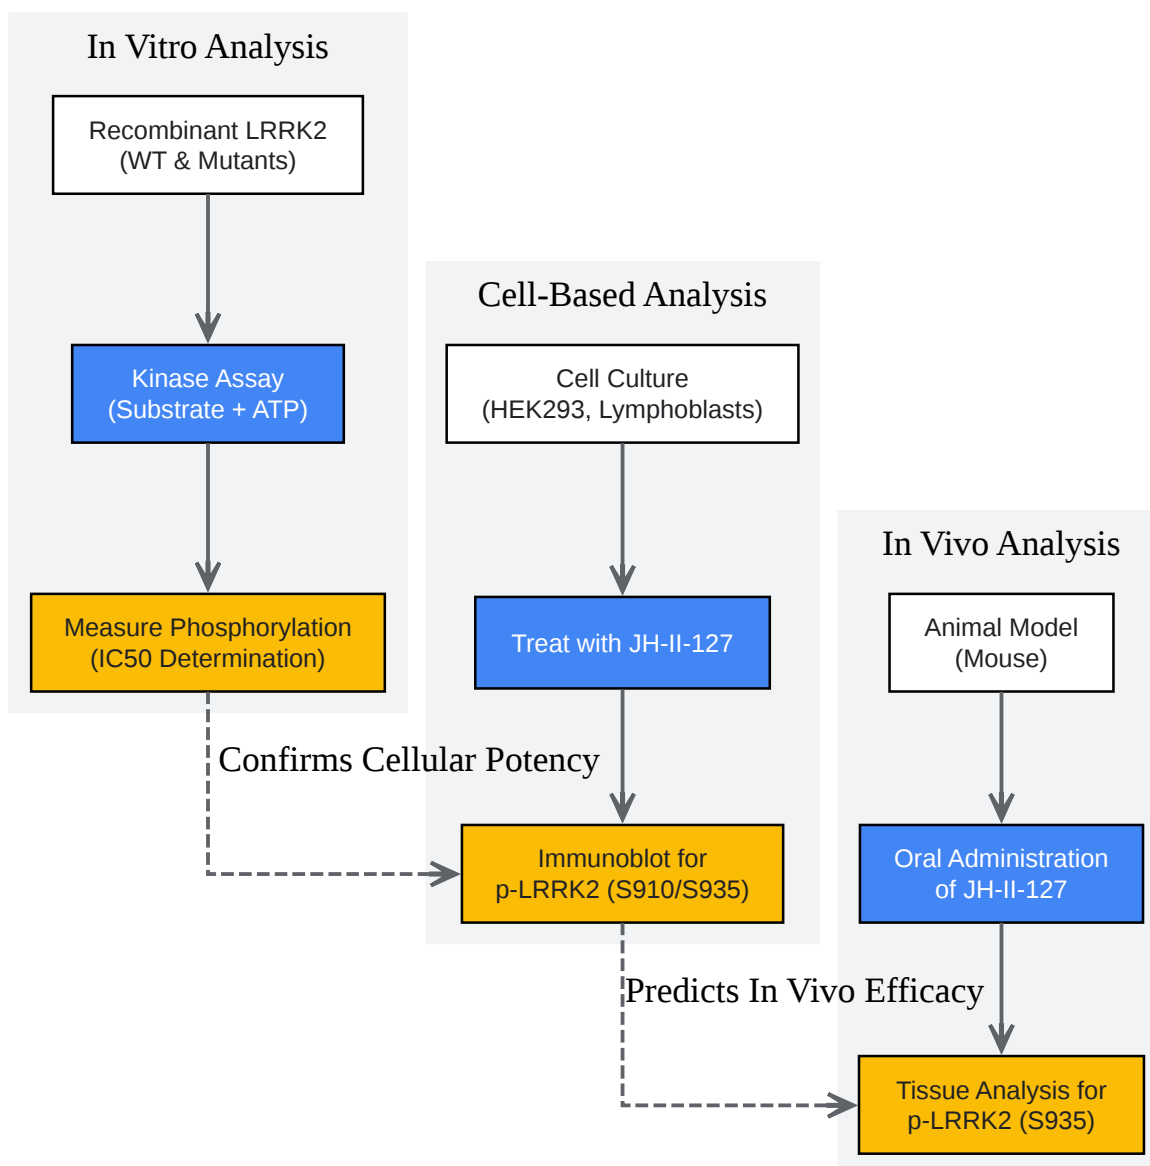 In Vitro Analysis
Recombinant LRRK2
(WT & Mutants)
Kinase Assay
(Substrate + ATP)
Measure Phosphorylation
(IC50 Determination)
Confirms Cellular Potency
Cell-Based Analysis
Cell Culture
(HEK293, Lymphoblasts)
Treat with JH-II-127
Immunoblot for
p-LRRK2 (S910/S935)
Predicts In Vivo Efficacy
In Vivo Analysis
Animal Model
(Mouse)
Oral Administration
of JH-II-127
Tissue Analysis for
p-LRRK2 (S935)